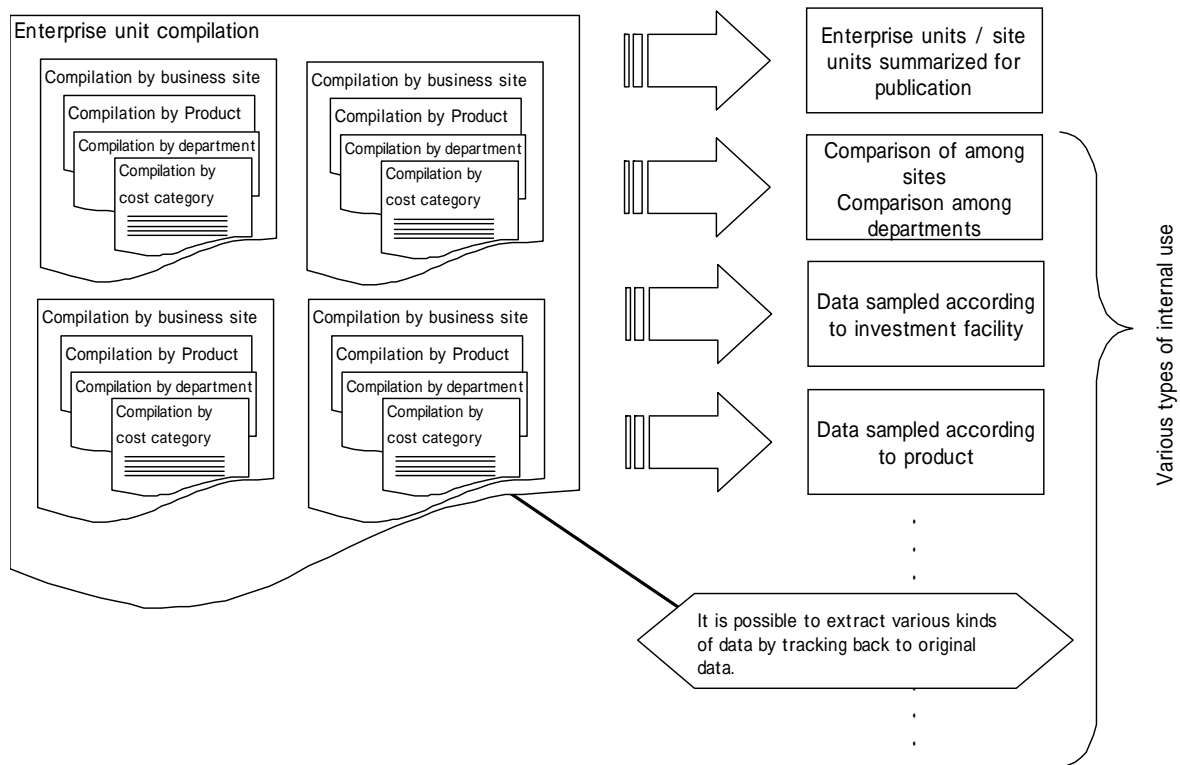 Enterprise unit compilation
Compilation by business site
Compilation by Product
Compilation by department
Compilation by
cost category
Compilation by business site
Compilation by Product
Compilation by department
Compilation by
cost category
Compilation by business site
Compilation by Product
Compilation by department
Compilation by
cost category
Compilation by business site
Compilation by Product
Compilation by department
Compilation by
cost category
Enterprise units / site
units summarized for
publication
Comparison of among
sites
Comparison among
departments
Data sampled according
to investment facility
Data sampled according
to product
It is possible to extract various kinds
of data by tracking back to original
data.
Various types of internal use